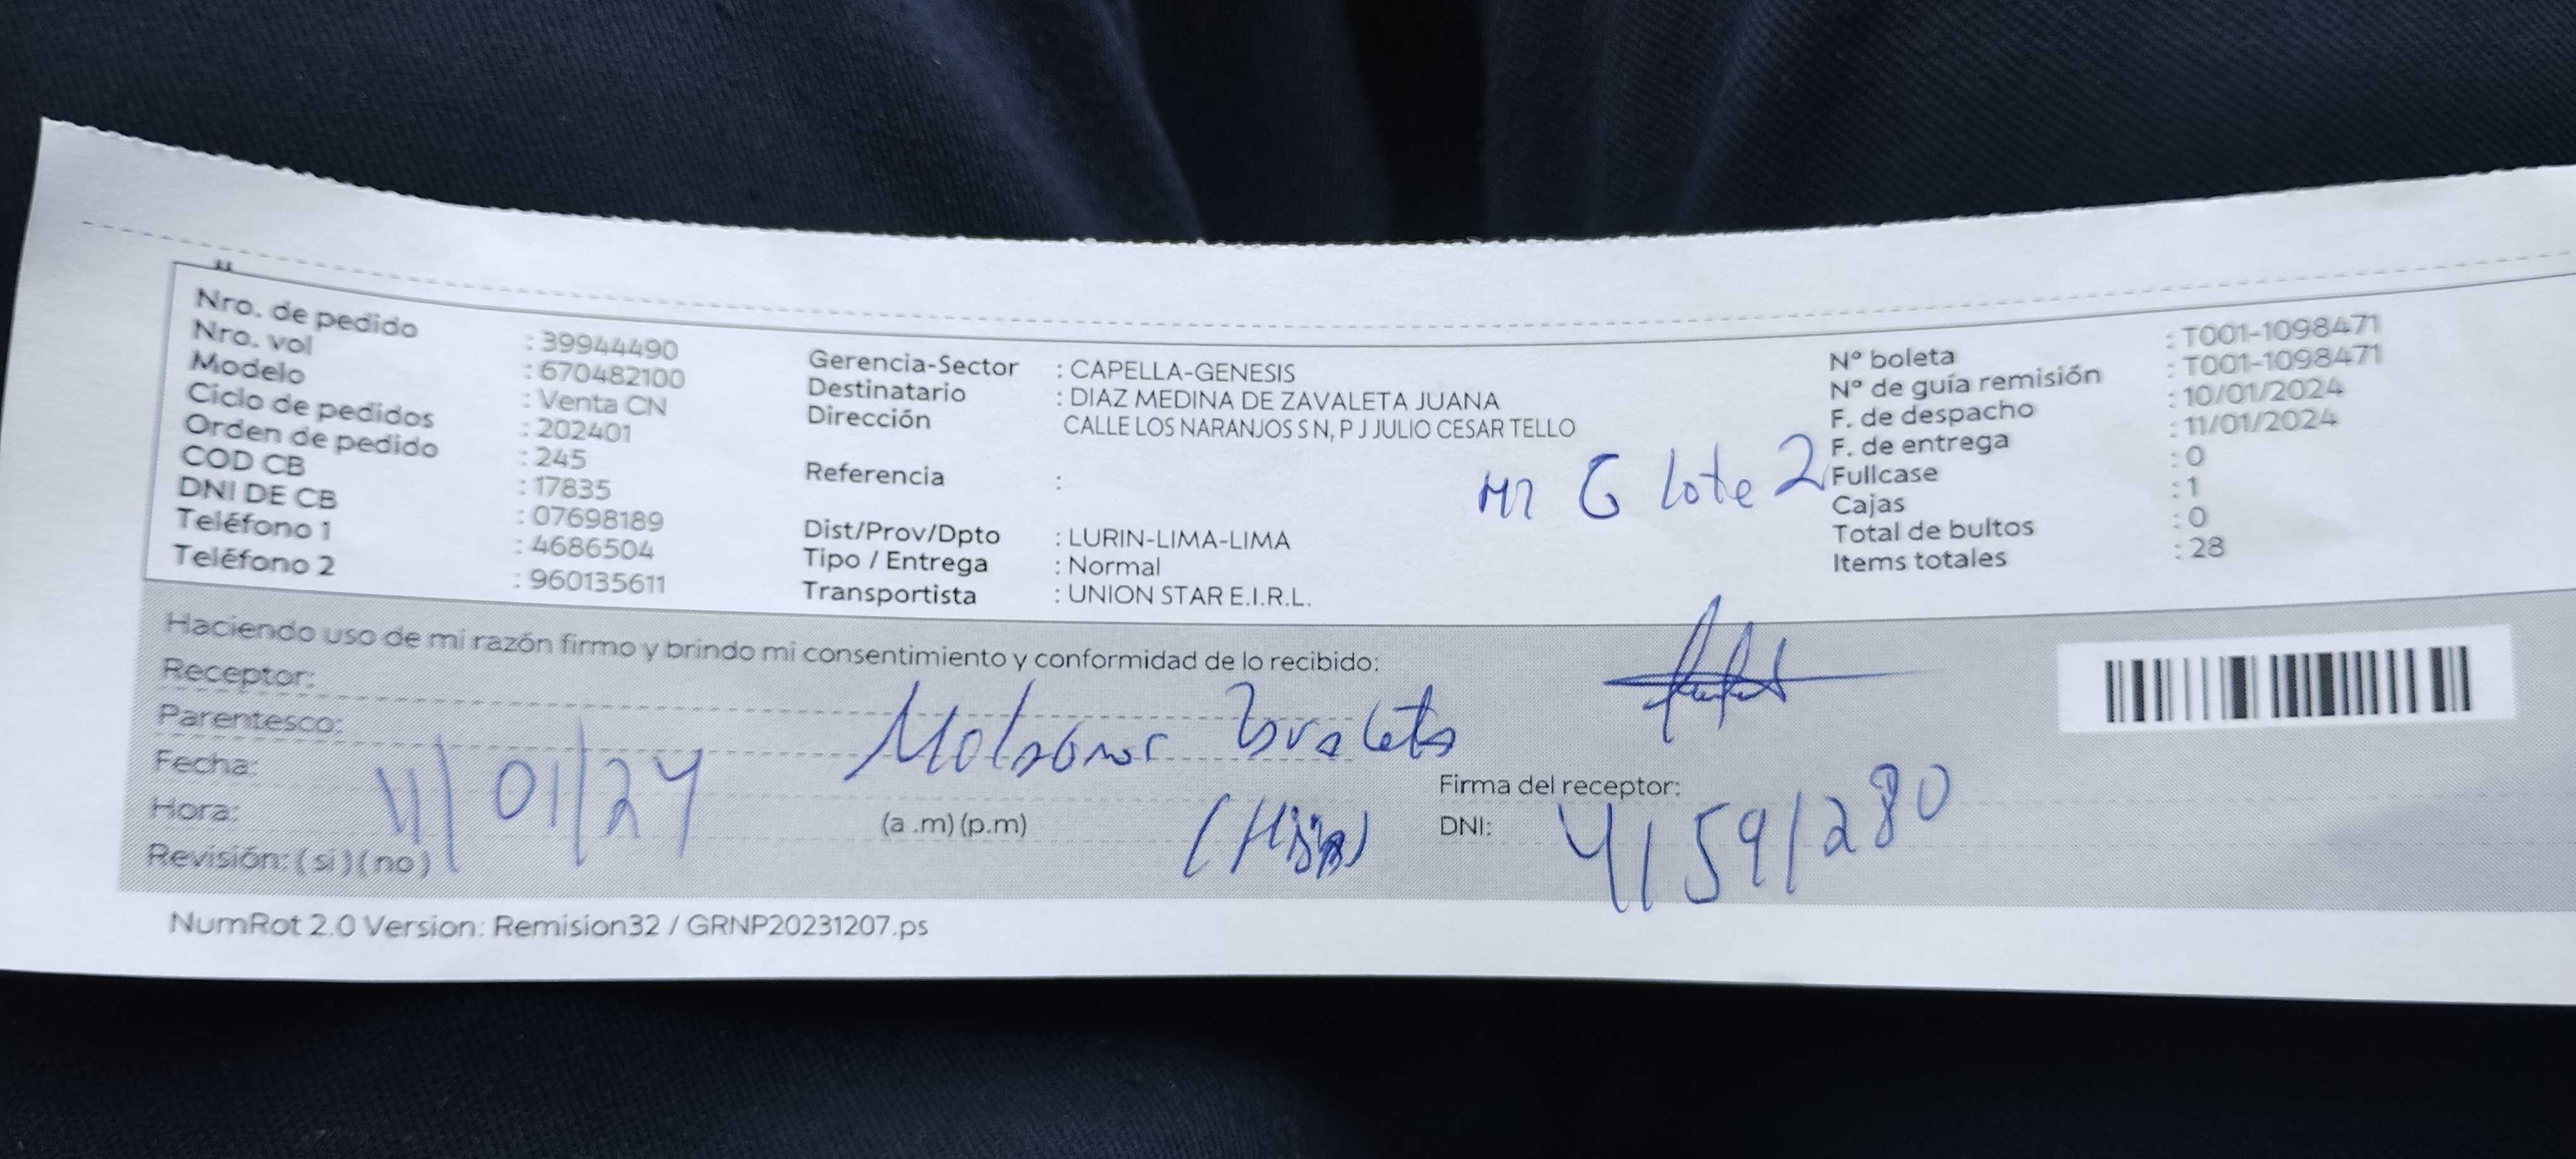 Nro. de pedido : 39944490
Nro. vol : 670482100
Modelo : Venta CN
Ciclo de pedidos : 202401
Orden de pedido : 245
COD CB : 17835
DNI DE CB : 07698189
Teléfono 1 : 4686504
Teléfono 2 : 960135611
Gerencia-Sector : CAPELLA-GENESIS
Destinatario : DIAZ MEDINA DE ZAVALETA JUANA
Dirección CALLE LOS NARANJOS S N, P J JULIO CESAR TELLO
Referencia :
Mz G lote 2
Dist/Prov/Dpto : LURIN-LIMA-LIMA
Tipo / Entrega : Normal
Transportista : UNION STAR E.I.R.L.
Nº boleta : T001-1098471
Nº de guía remisión : T001-1098471
F. de despacho : 10/01/2024
F. de entrega : 11/01/2024
Fullcase : 0
Cajas : 1
Total de bultos : 0
Items totales : 28
Haciendo uso de mi razón firmo y brindo mi consentimiento y conformidad de lo recibido:
Receptor:
Parentesco:
Fecha: 11/01/24
Hora: (a .m) (p.m)
Revisión: ( si ) ( no )
Firma del receptor:
DNI: 41591280
NumRot 2.0 Version: Remision32 / GRNP20231207.ps